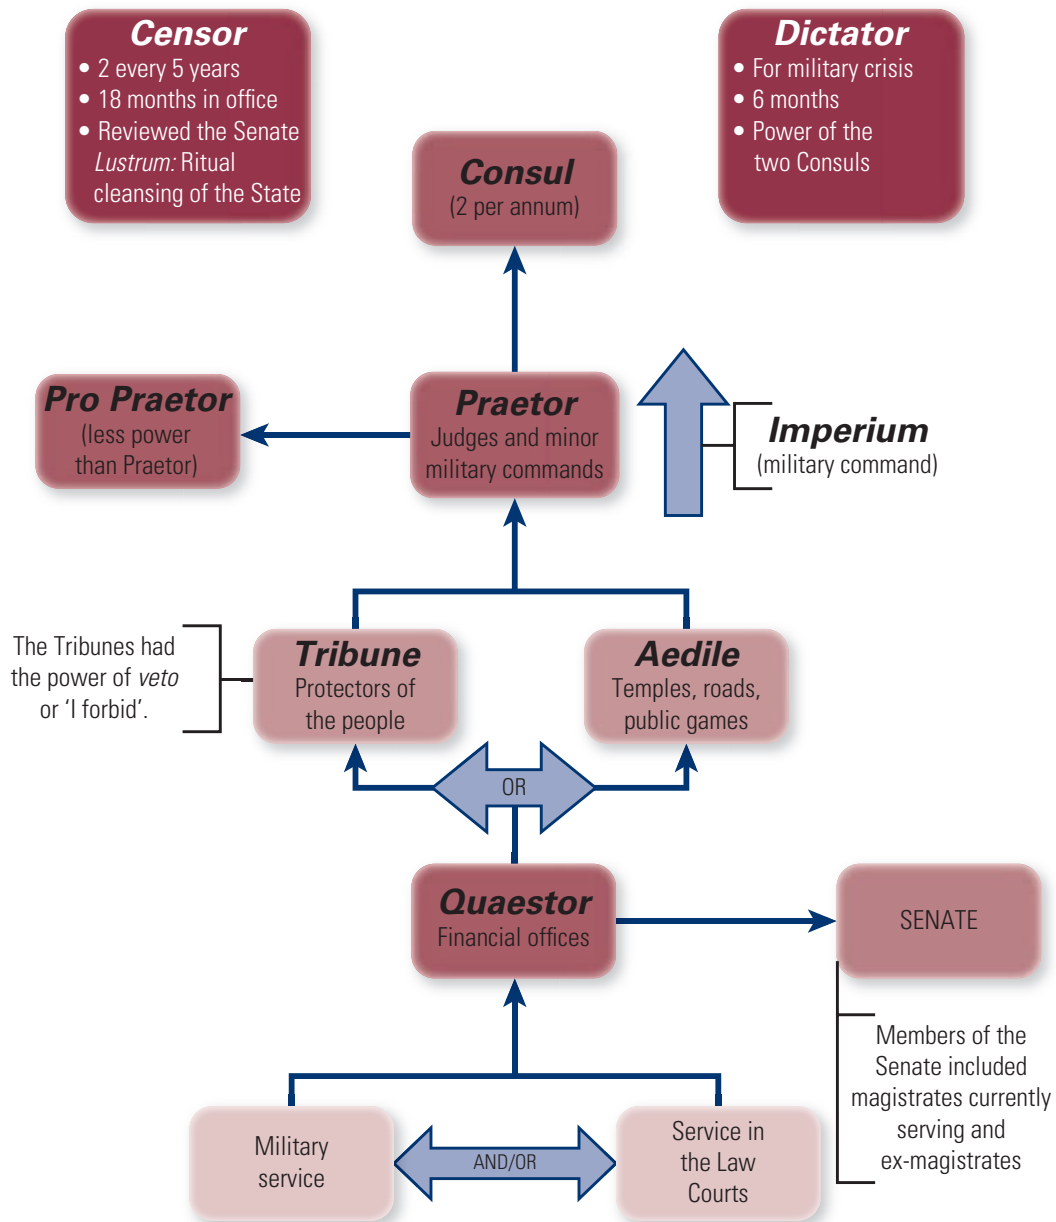 Censor
• 2 every 5 years
• 18 months in office
• Reviewed the Senate
Lustrum: Ritual
cleansing of the State
Dictator
• For military crisis
• 6 months
• Power of the
two Consuls
Consul
(2 per annum)
Pro Praetor
(less power
than Praetor)
Praetor
Judges and minor
military commands
Imperium
(military command)
The Tribunes had
the power of veto
or ‘I forbid’.
Tribune
Protectors of
the people
Aedile
Temples, roads,
public games
OR
Quaestor
Financial offices
SENATE
Members of the
Senate included
magistrates currently
serving and
ex-magistrates
Military
service
AND/OR
Service in
the Law
Courts